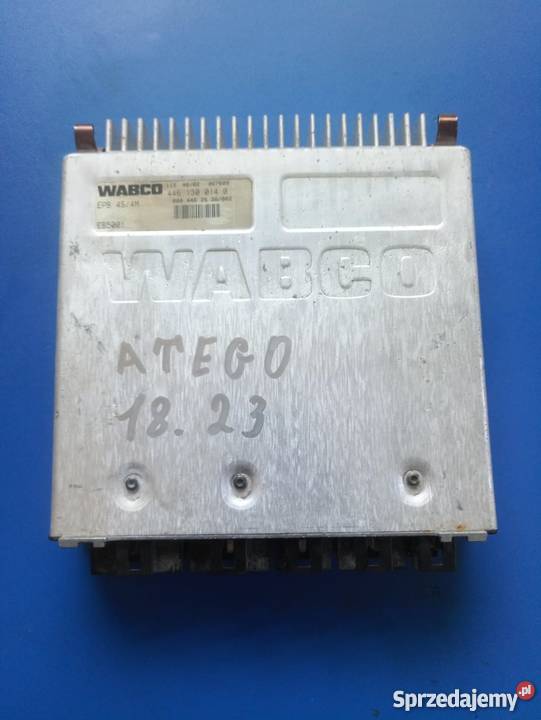 WABCO
446 130 014 0
EPB 4S/4M
WABCO
ATEGO
18.23
Sprzedajemy.pl